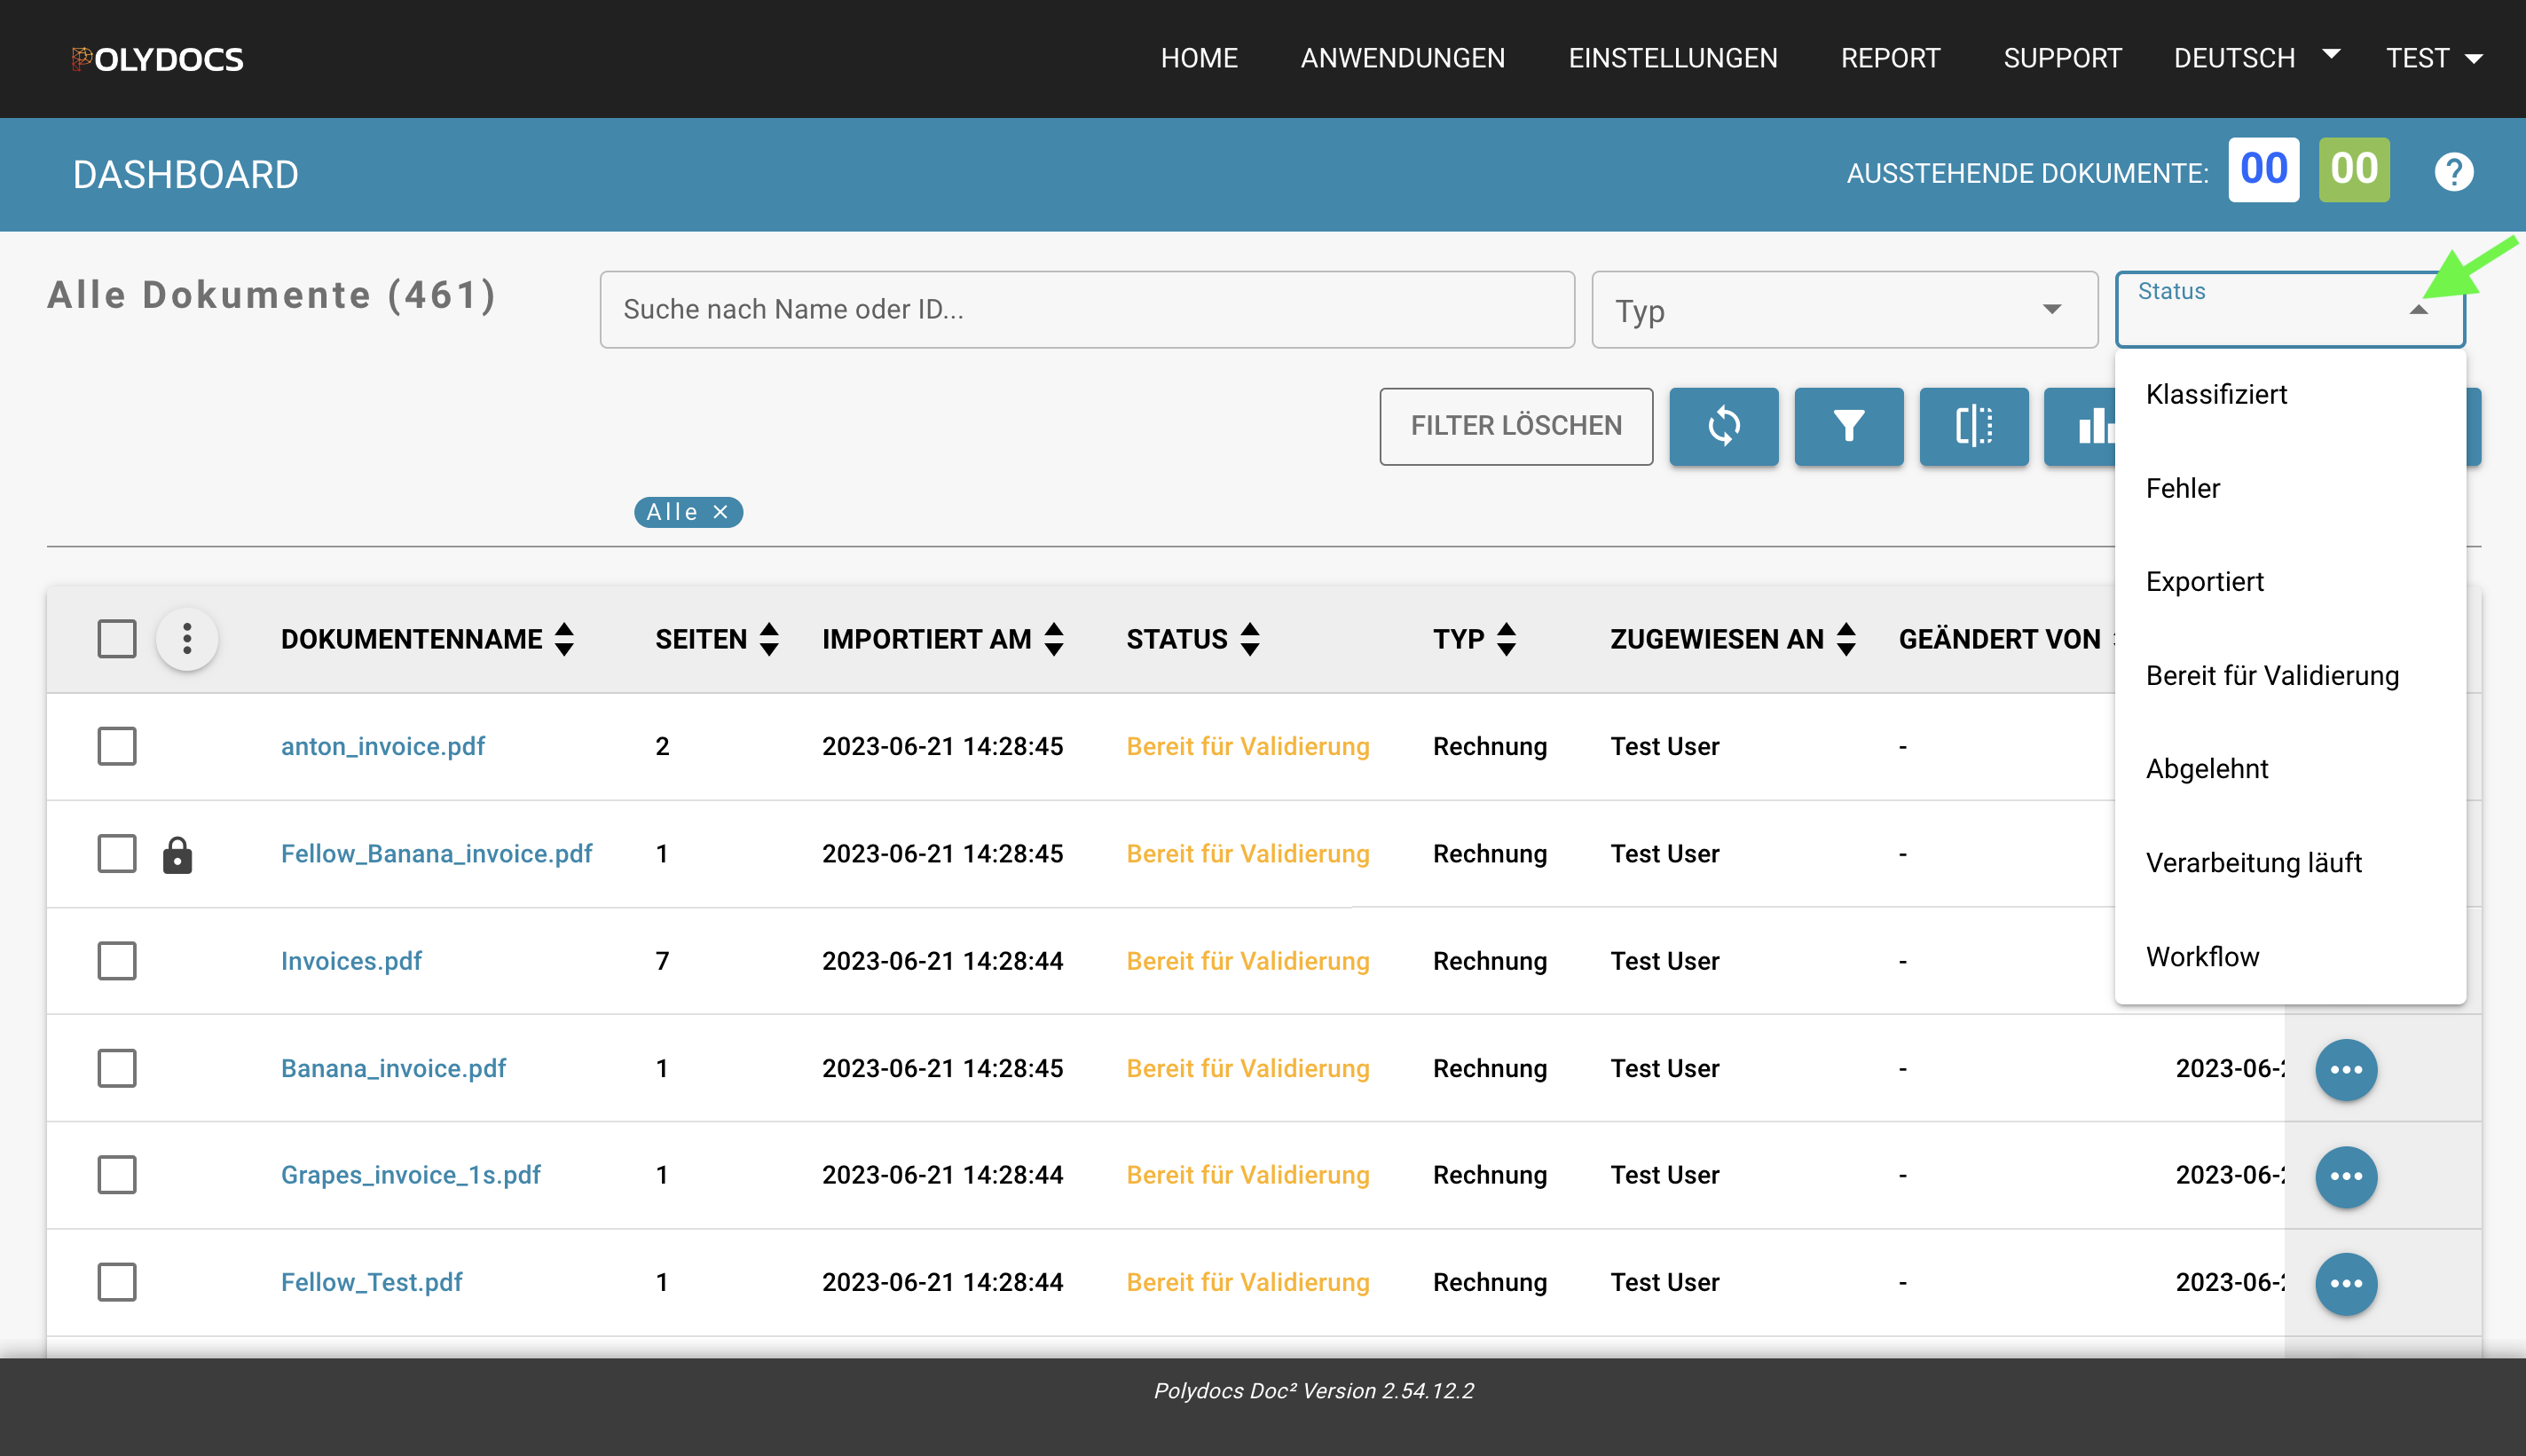 POLYDOCS
HOME ANWENDUNGEN EINSTELLUNGEN REPORT SUPPORT DEUTSCH TEST
DASHBOARD AUSSTEHENDE DOKUMENTE: 00 00 ?
Alle Dokumente (461) Suche nach Name oder ID... Typ Status
FILTER LÖSCHEN
Klassifiziert
Fehler
Exportiert
Bereit für Validierung
Abgelehnt
Verarbeitung läuft
Workflow
Alle ×
DOKUMENTENNAME SEITEN IMPORTIERT AM STATUS TYP ZUGEWIESEN AN GEÄNDERT VON
anton_invoice.pdf 2 2023-06-21 14:28:45 Bereit für Validierung Rechnung Test User -
Fellow_Banana_invoice.pdf 1 2023-06-21 14:28:45 Bereit für Validierung Rechnung Test User -
Invoices.pdf 7 2023-06-21 14:28:44 Bereit für Validierung Rechnung Test User -
Banana_invoice.pdf 1 2023-06-21 14:28:45 Bereit für Validierung Rechnung Test User - 2023-06-
Grapes_invoice_1s.pdf 1 2023-06-21 14:28:44 Bereit für Validierung Rechnung Test User - 2023-06-
Fellow_Test.pdf 1 2023-06-21 14:28:44 Bereit für Validierung Rechnung Test User - 2023-06-
Polydocs Doc² Version 2.54.12.2